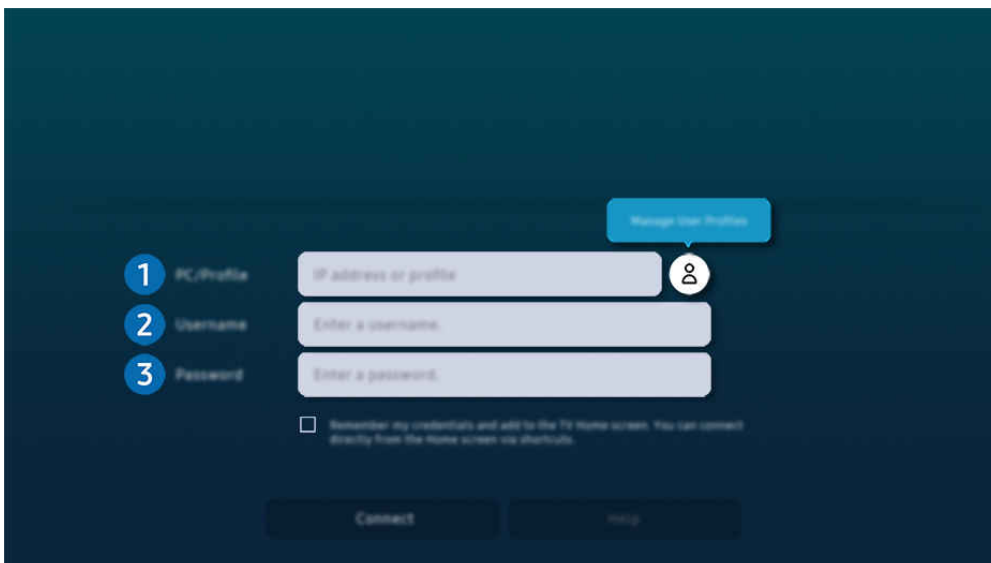 Manage User Profiles
1 PC/Profile IP address or profile
2 Username Enter a username.
3 Password Enter a password.
Remember my credentials and add to the TV Home screen. You can connect
directly from the Home screen via shortcuts.
Connect Help